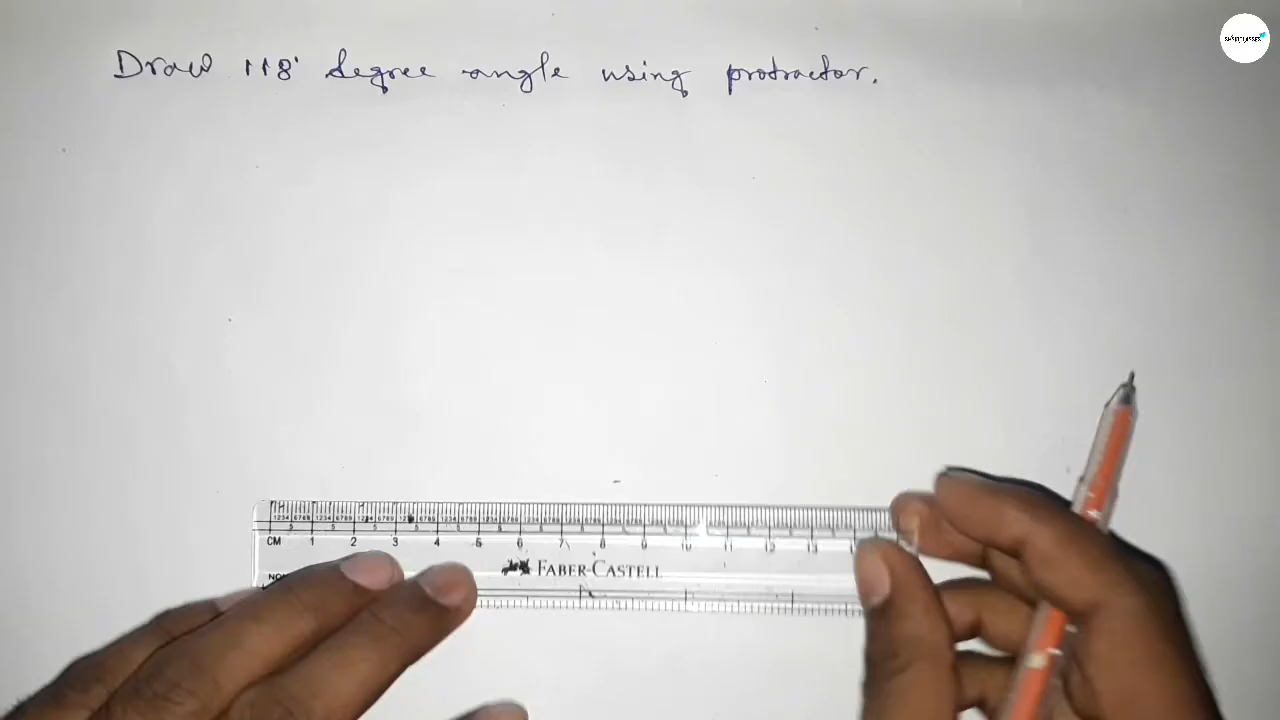 Draw 118° degree angle using protractor.
CM 1 2 3 4 5 6 7 8 9 10 11 12 13
FABER-CASTELL